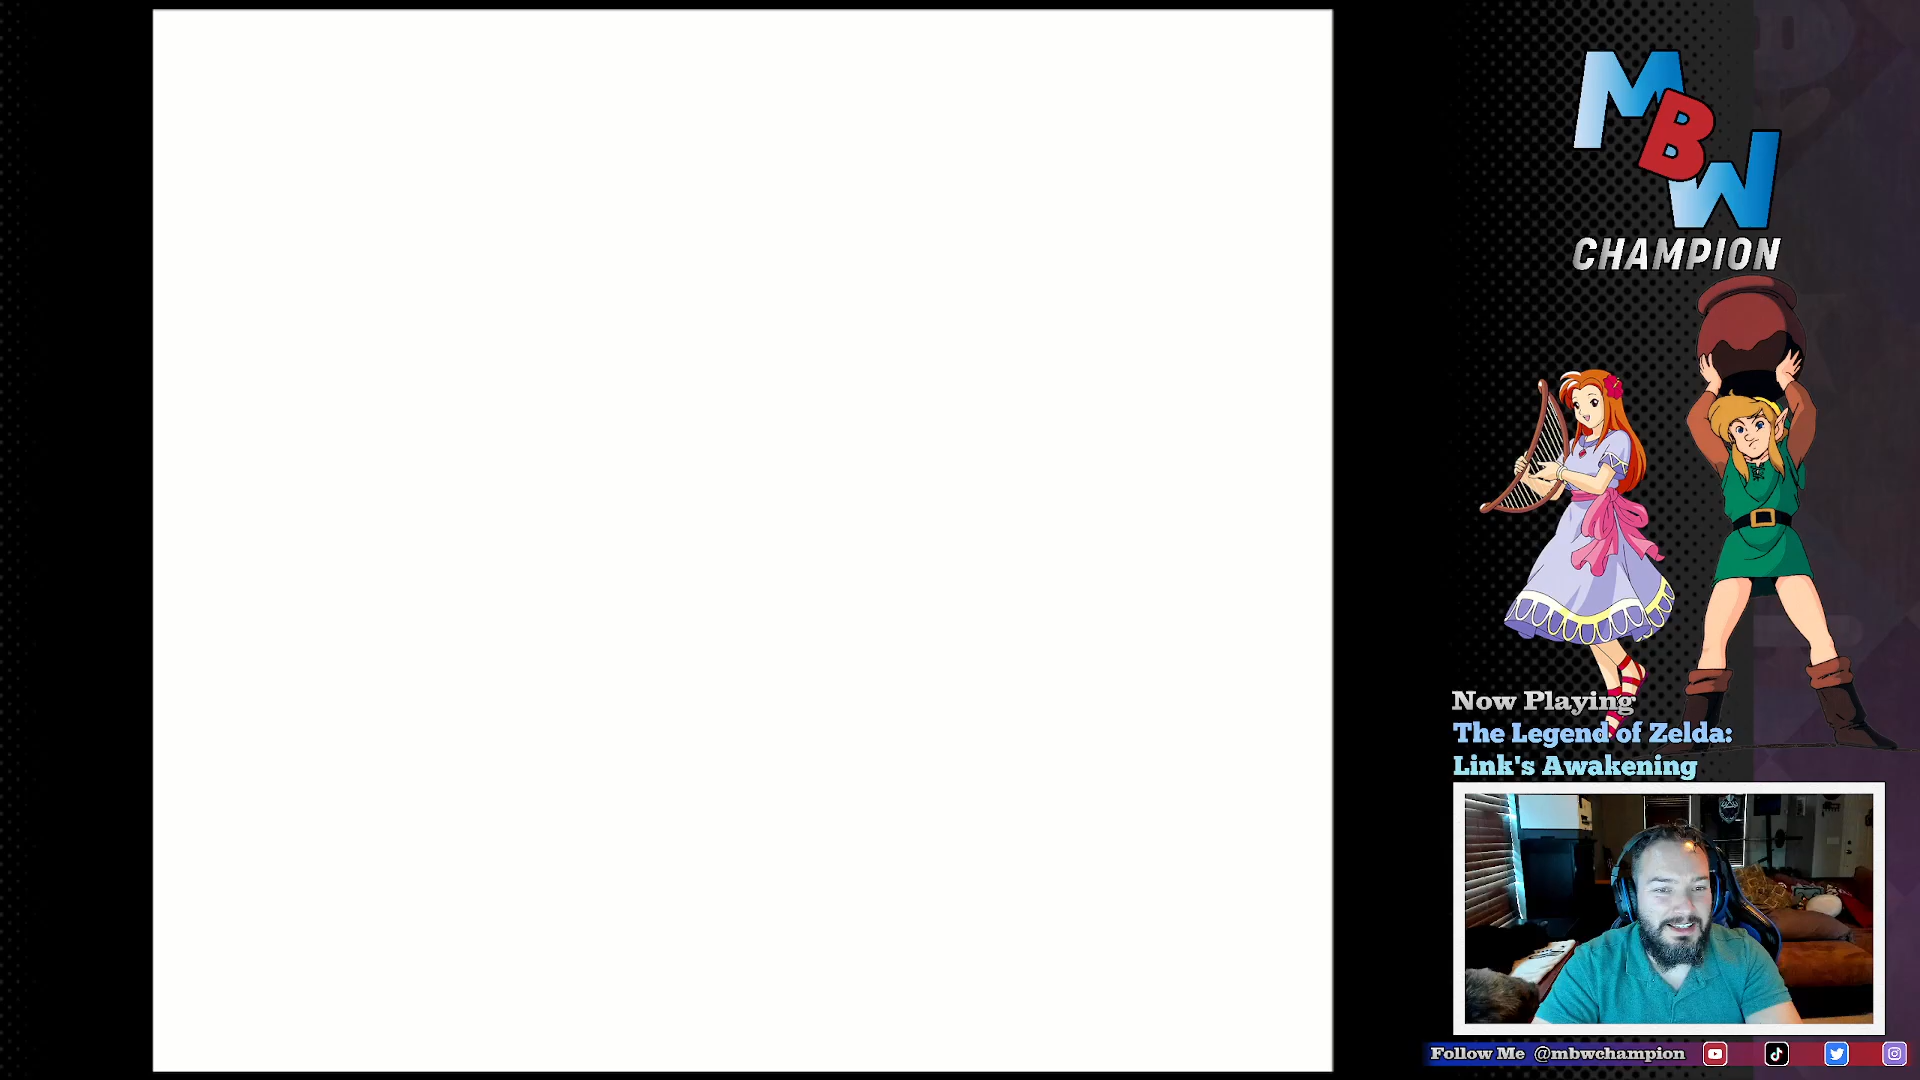 MBW
CHAMPION
Now Playing
The Legend of Zelda:
Link's Awakening
Follow Me @mbwchampion